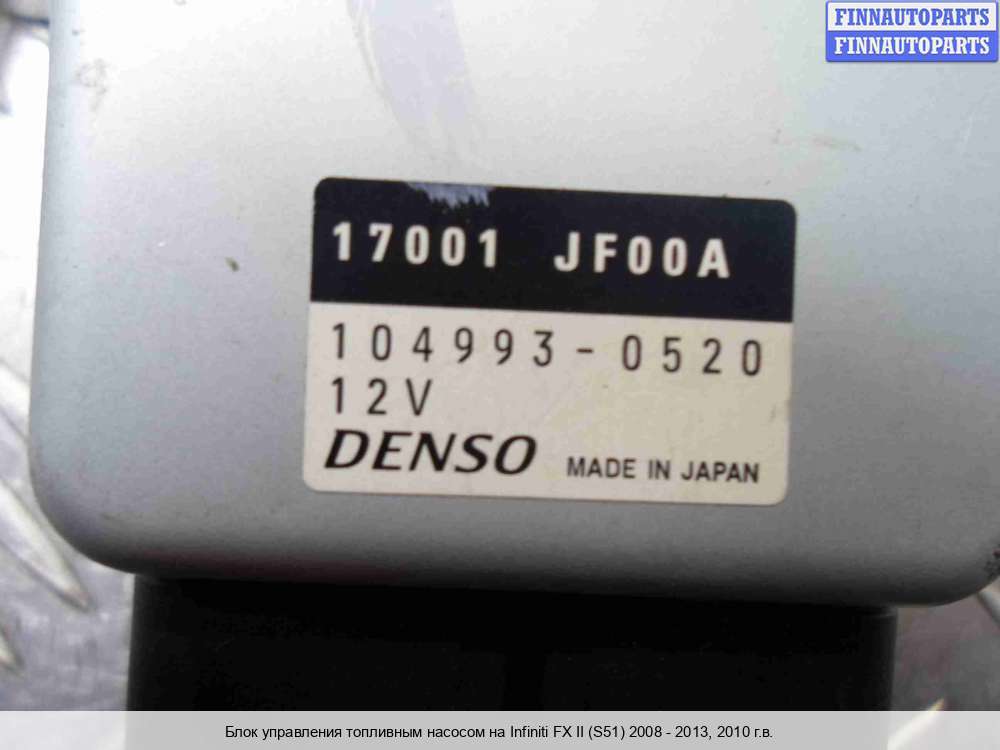 FINNAUTOPARTS
FINNAUTOPARTS
17001 JF00A
104993-0520
12V
DENSO MADE IN JAPAN
Блок управления топливным насосом на Infiniti FX II (S51) 2008 - 2013, 2010 г.в.